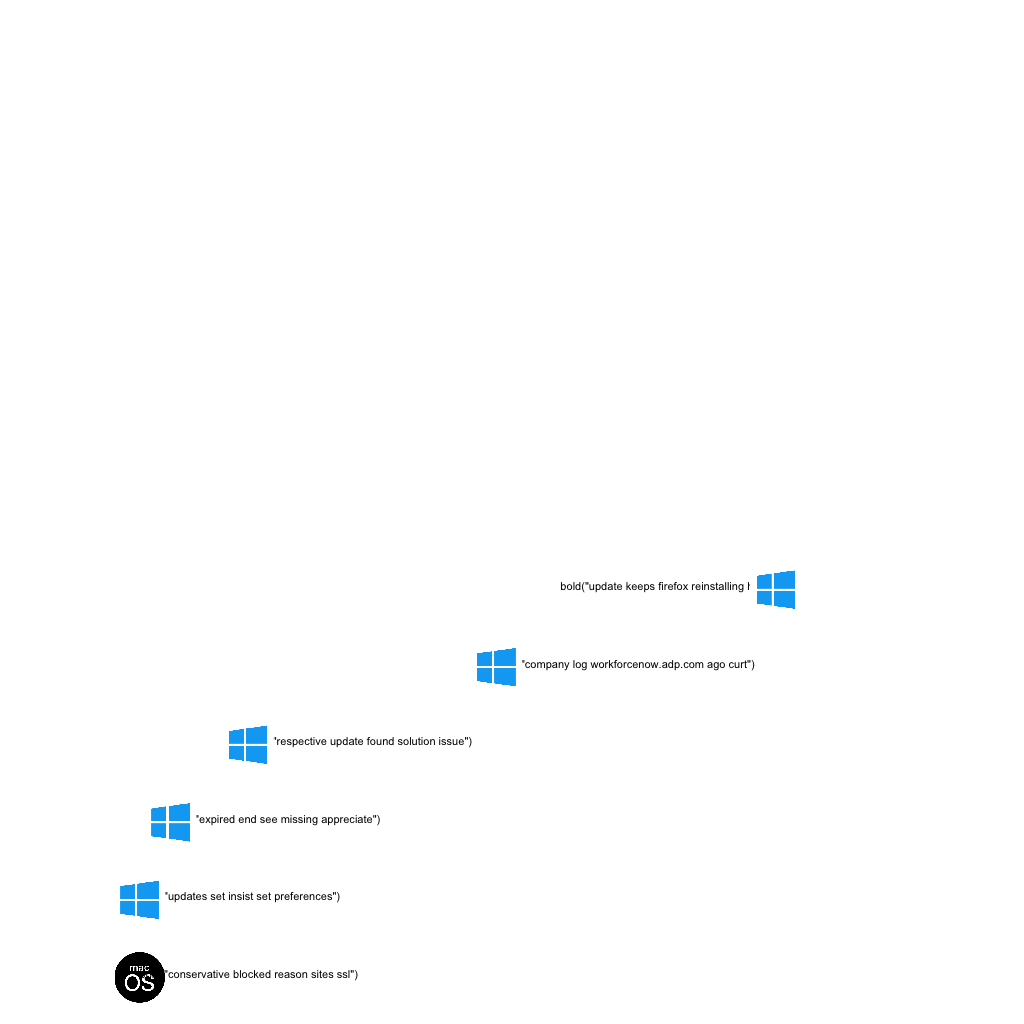 bold("update keeps firefox reinstalling
"company log workforcenow.adp.com ago curt")
"respective update found solution issue")
"expired end see missing appreciate")
"updates set insist set preferences")
mac
OS
"conservative blocked reason sites ssl")